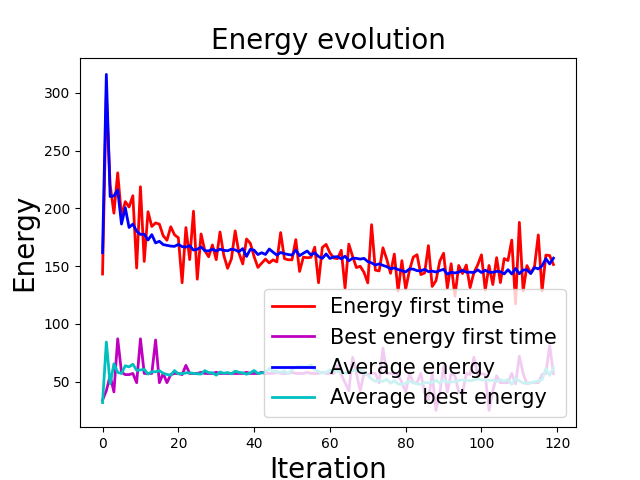 Energy evolution
Energy
300
250
200
150
100
50
Energy first time
Best energy first time
Average energy
Average best energy
0 20 40 60 80 100 120
Iteration